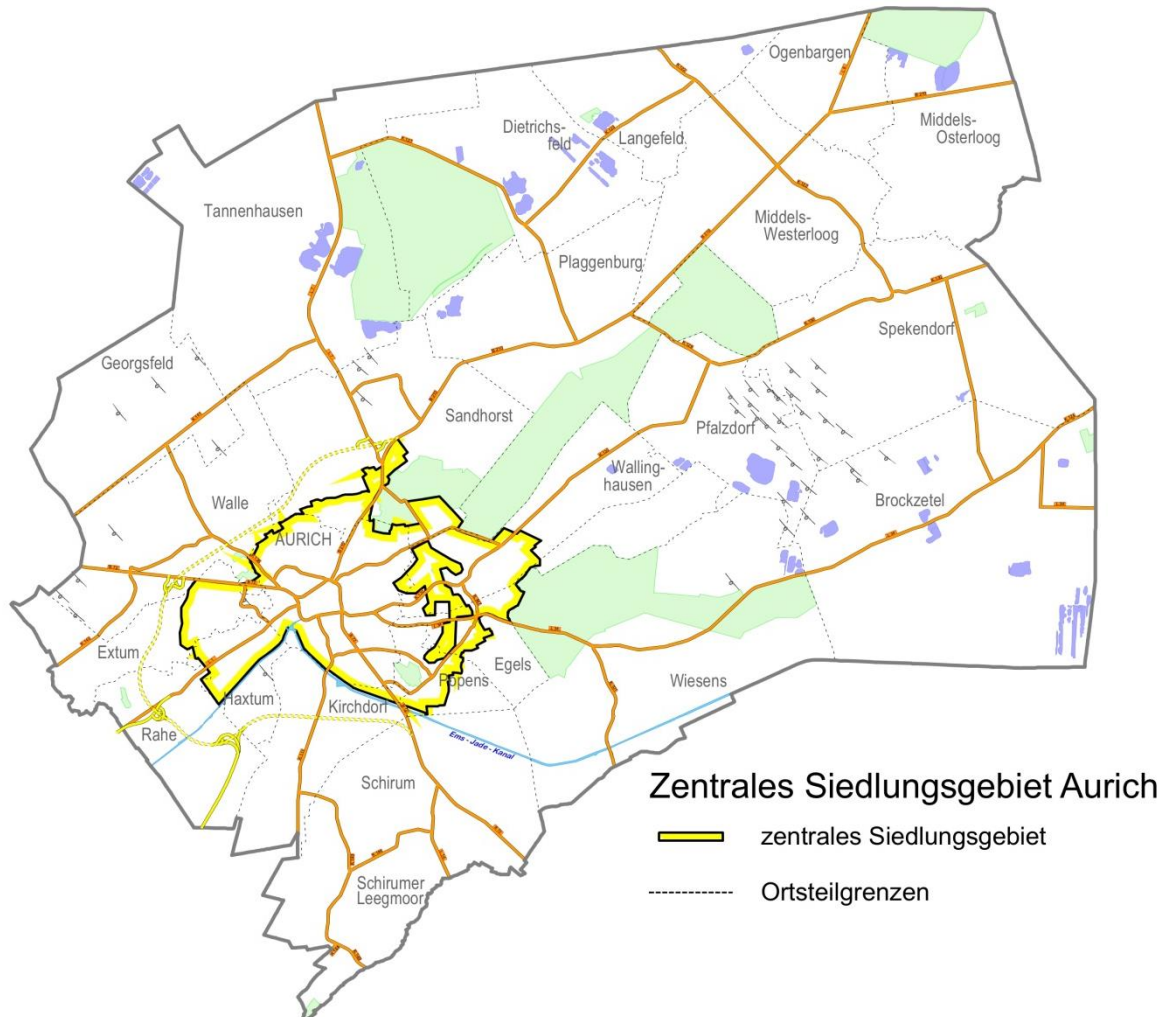 Ogenbargen
Dietrichs-
feld
Langefeld
Middels-
Osterloog
Tannenhausen
Middels-
Westerloog
Plaggenburg
Spekendorf
Georgsfeld
Sandhorst
Pfalzdorf
Walling-
hausen
Walle
Brockzetel
AURICH
Extum
Egels
Popens
Wiesens
Haxtum
Kirchdorf
Rahe
Ems - Jade - Kanal
Schirum
Schirumer
Leegmoor
Zentrales Siedlungsgebiet Aurich
zentrales Siedlungsgebiet
Ortsteilgrenzen